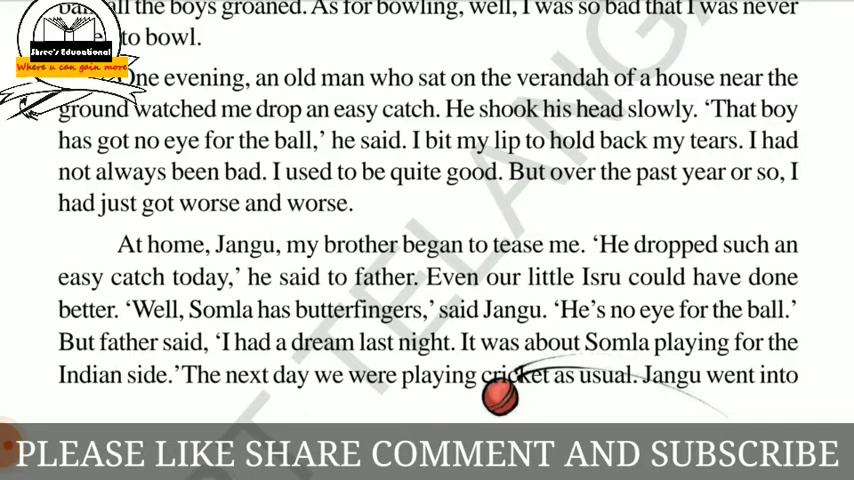 all the boys groaned. As for bowling, well, I was so bad that I was never
to bowl.
Shree's Educational
Where u can gain more
One evening, an old man who sat on the verandah of a house near the
ground watched me drop an easy catch. He shook his head slowly. ‘That boy
has got no eye for the ball,’ he said. I bit my lip to hold back my tears. I had
not always been bad. I used to be quite good. But over the past year or so, I
had just got worse and worse.
At home, Jangu, my brother began to tease me. ‘He dropped such an
easy catch today,’ he said to father. Even our little Isru could have done
better. ‘Well, Somla has butterfingers,’ said Jangu. ‘He’s no eye for the ball.’
But father said, ‘I had a dream last night. It was about Somla playing for the
Indian side.’The next day we were playing cricket as usual. Jangu went into
PLEASE LIKE SHARE COMMENT AND SUBSCRIBE